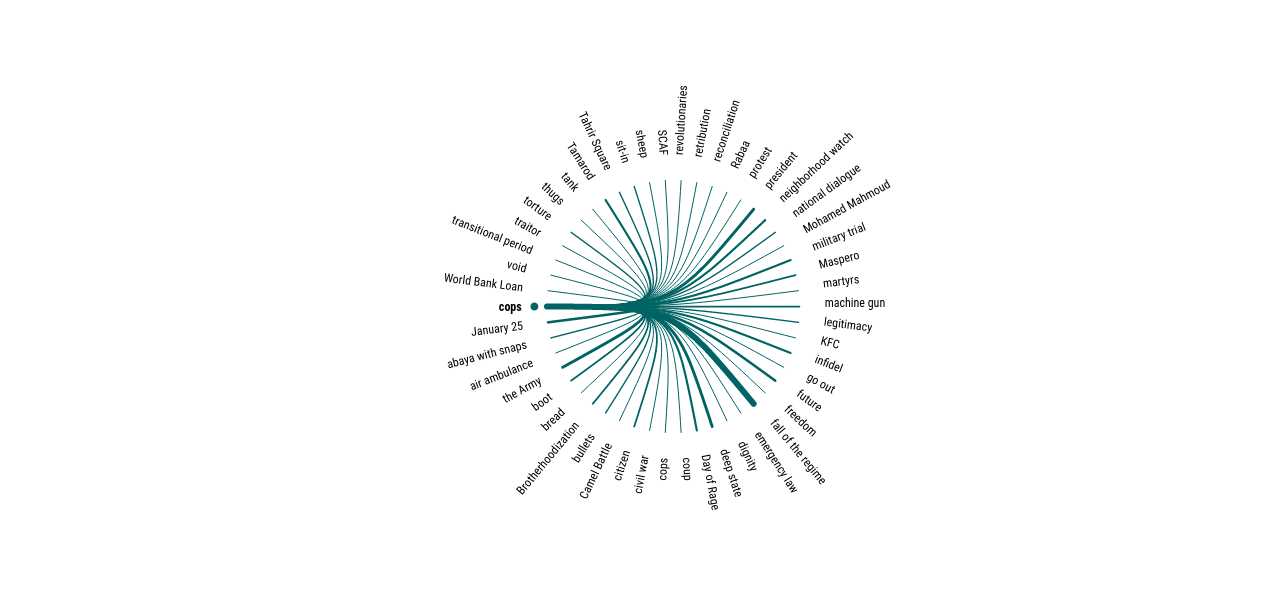 cops
World Bank Loan
void
transitional period
traitor
torture
thugs
tank
Tamarod
Tahrir Square
sit-in
sheep
SCAF
revolutionaries
retribution
reconciliation
Rabaa
protest
president
neighborhood watch
national dialogue
Mohamed Mahmoud
military trial
Maspero
martyrs
machine gun
legitimacy
KFC
infidel
go out
future
freedom
fall of the regime
emergency law
dignity
deep state
Day of Rage
coup
cops
civil war
citizen
Camel Battle
bullets
Brotherhoodization
bread
boot
the Army
air ambulance
abaya with snaps
January 25